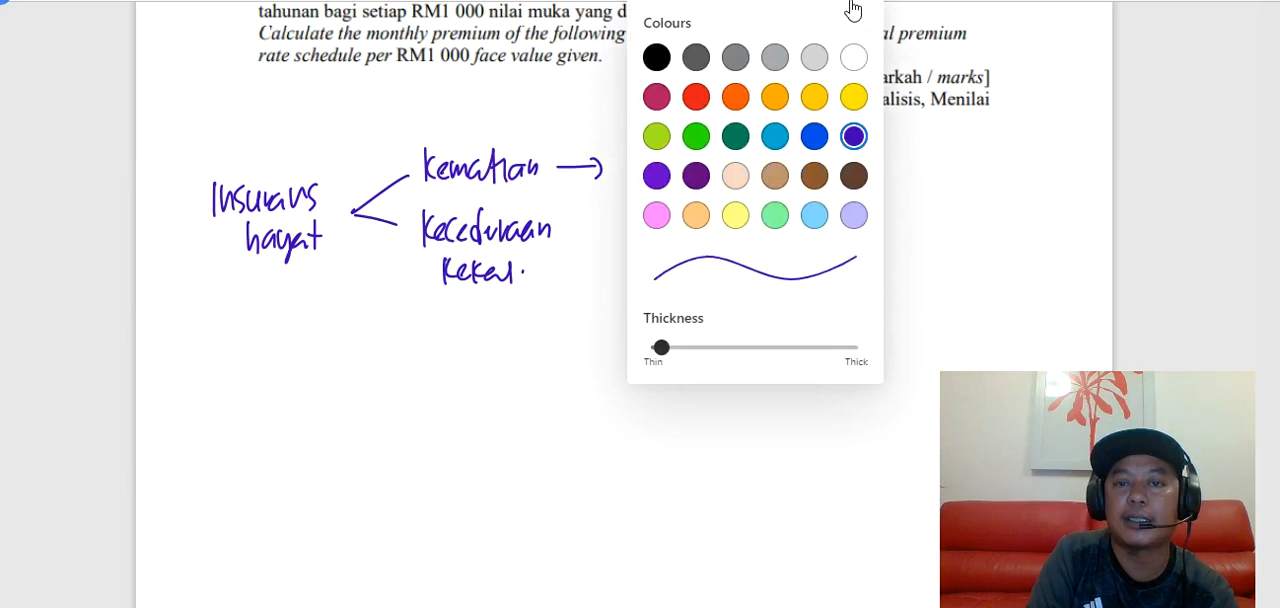 tahunan bagi setiap RM1 000 nilai muka yang d
Calculate the monthly premium of the following
al premium
rate schedule per RM1 000 face value given.
arkah / marks]
alisis, Menilai
Colours
Insurans
hayat
Kematian
Kecederaan
Kekal.
Thickness
Thin
Thick